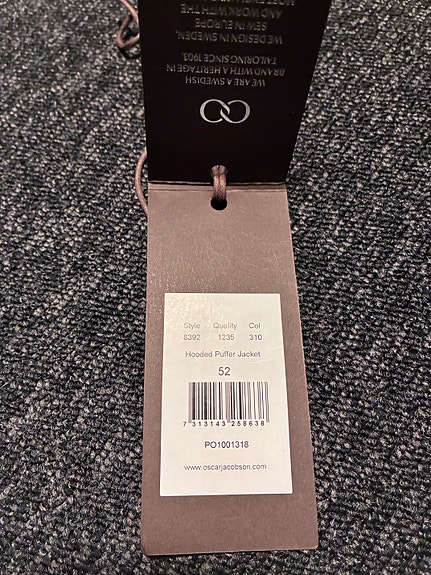 WE ARE A SWEDISH
BRAND WITH A HERITAGE IN
TAILORING SINCE 1903.
WE DESIGN IN SWEDEN,
SEW IN EUROPE
AND WORK WITH THE
Style Quality Col
8392 1235 310
Hooded Puffer Jacket
52
7 313143 258638
PO1001318
www.oscarjacobson.com